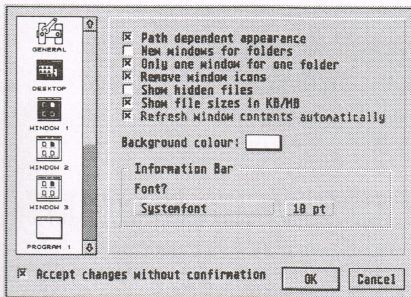 GENERAL
DESKTOP
WINDOW 1
WINDOW 2
WINDOW 3
PROGRAM 1
Path dependent appearance
New windows for folders
Only one window for one folder
Remove window icons
Show hidden files
Show file sizes in KB/MB
Refresh window contents automatically
Background colour:
Information Bar
Font?
Systemfont
10 pt
Accept changes without confirmation
OK
Cancel